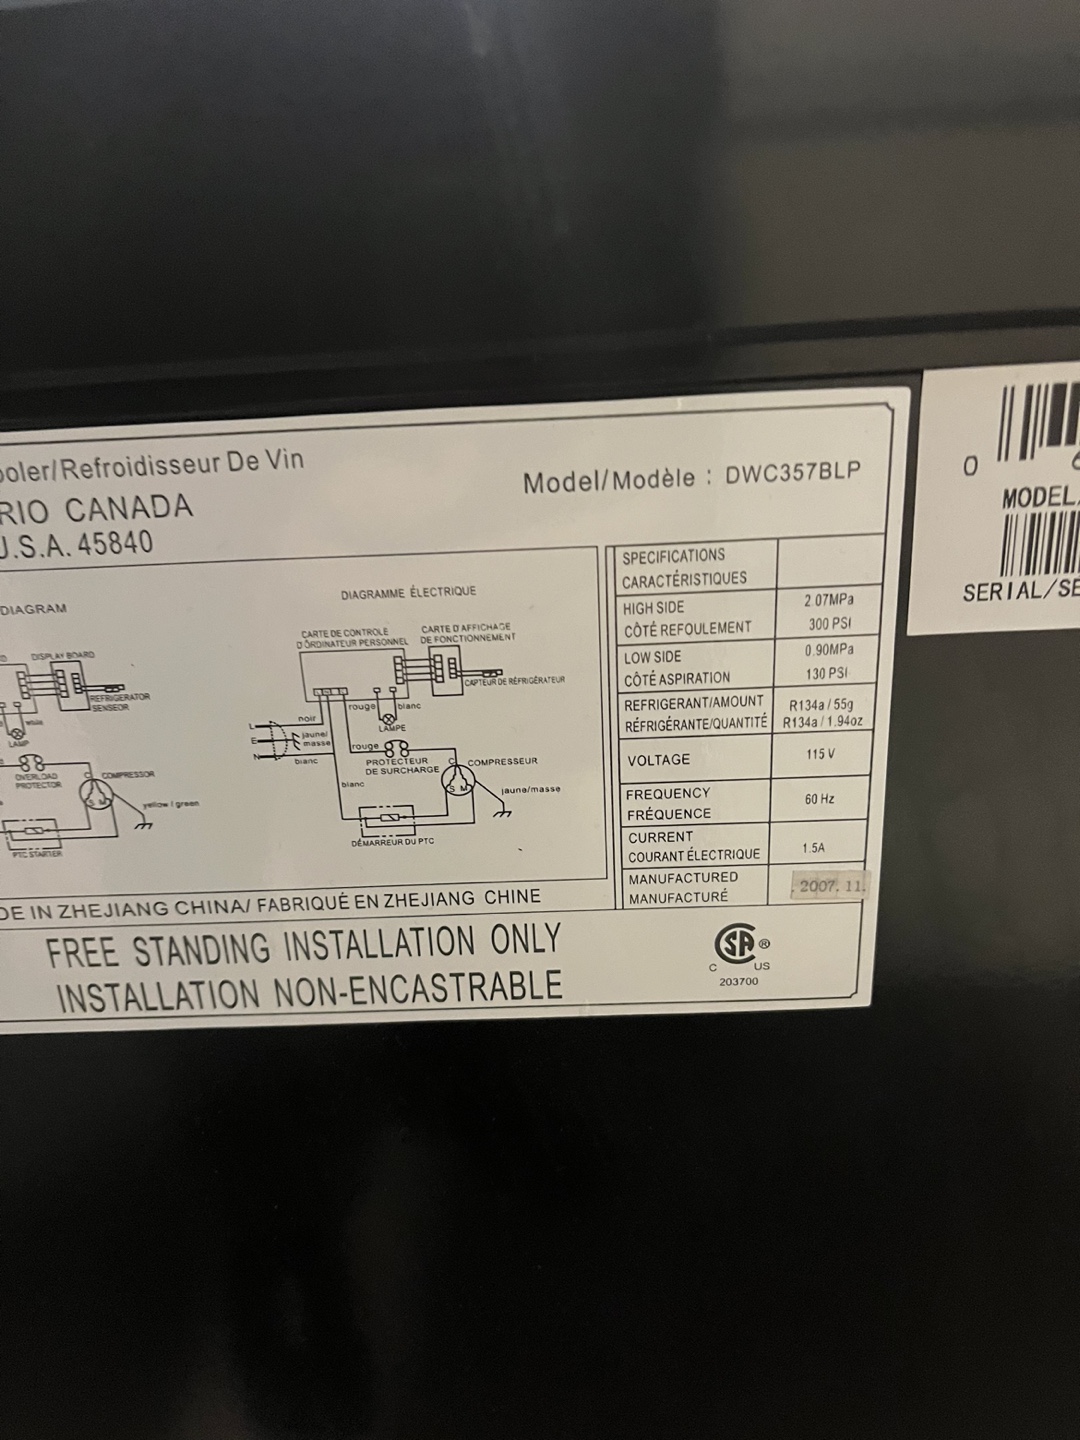 ooler/Refroidisseur De Vin
RIO CANADA
U.S.A. 45840
Model/Modèle : DWC357BLP
DIAGRAM
DISPLAY BOARD
REFRIGERATOR
SENSEOR
white
LAMP
OVERLOAD
PROTECTOR
C
COMPRESSOR
S M
yellow / green
PTC STARTER
DIAGRAMME ÉLECTRIQUE
CARTE DE CONTROLE
D'ÓRDINATEUR PERSONNEL
CARTE D'AFFICHAGE
DE FONCTIONNEMENT
CAPTEUR DE RÉFRIGÉRATEUR
L
noir
rouge
blanc
LAMPE
E
jaune/
masse
N
blanc
rouge
PROTECTEUR
DE SURCHARGE
C
COMPRESSEUR
S M
jaune/masse
blanc
DÉMARREUR DU PTC
SPECIFICATIONS
CARACTÉRISTIQUES
HIGH SIDE 2.07MPa
CÔTÉ REFOULEMENT 300 PSI
LOW SIDE 0.90MPa
CÔTÉ ASPIRATION 130 PSI
REFRIGERANT/AMOUNT R134a / 55g
RÉFRIGÉRANTE/QUANTITÉ R134a / 1.94oz
VOLTAGE 115 V
FREQUENCY
FRÉQUENCE 60 Hz
CURRENT
COURANT ÉLECTRIQUE 1.5A
MANUFACTURED
MANUFACTURÉ 2007. 11.
DE IN ZHEJIANG CHINA/ FABRIQUÉ EN ZHEJIANG CHINE
FREE STANDING INSTALLATION ONLY
INSTALLATION NON-ENCASTRABLE
SA ®
C US
203700
0
MODEL
SERIAL/SE